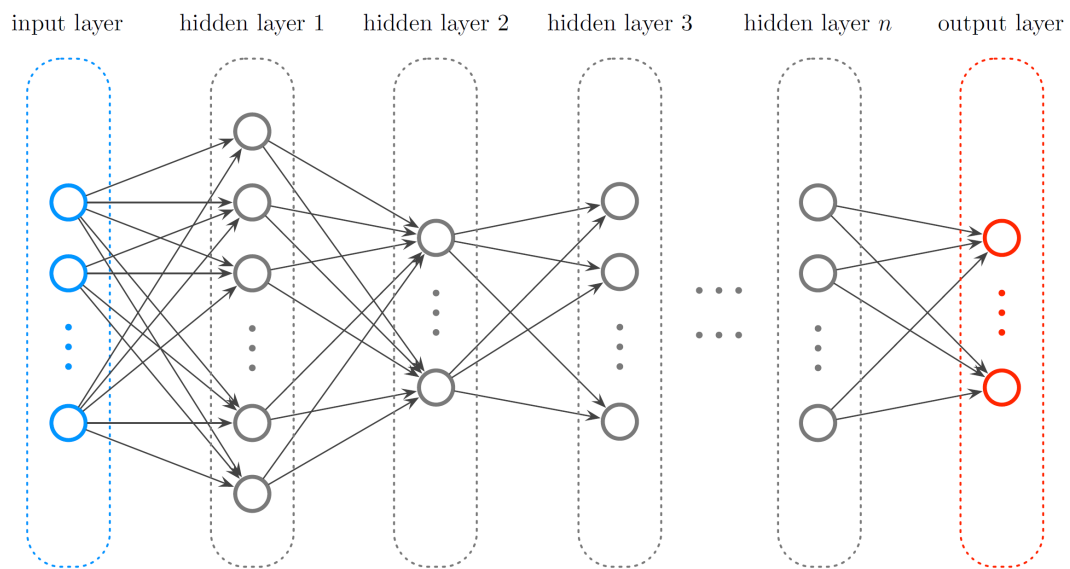 input layer
hidden layer 1
hidden layer 2
hidden layer 3
hidden layer n
output layer